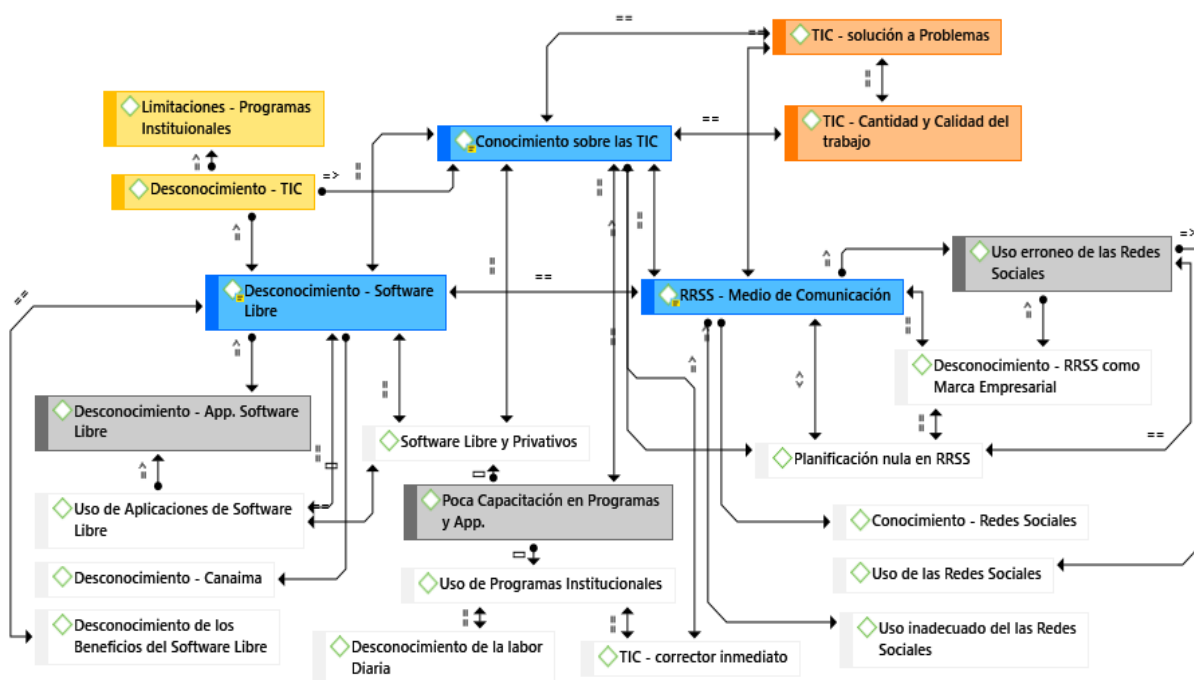 ==
==
TIC - solución a Problemas
==
Limitaciones - Programas
Instituionales
TIC - Cantidad y Calidad del
trabajo
==
Conocimiento sobre las TIC
=>
==
=>
Desconocimiento - TIC
=>
==
==
=>
==
=>
==
Uso erroneo de las Redes
Sociales
=>
=>
Desconocimiento - Software
Libre
==
RRSS - Medio de Comunicación
==
=>
==
=>
=>
=>
Desconocimiento - RRSS como
Marca Empresarial
==
<>
Desconocimiento - App. Software
Libre
==
==
Software Libre y Privativos
Planificación nula en RRSS
==
=>
Uso de Aplicaciones de Software
Libre
==
Poca Capacitación en Programas
y App.
Conocimiento - Redes Sociales
Desconocimiento - Canaima
Uso de Programas Institucionales
Uso de las Redes Sociales
==
==
Desconocimiento de los
Beneficios del Software Libre
Desconocimiento de la labor
Diaria
TIC - corrector inmediato
Uso inadecuado del las Redes
Sociales